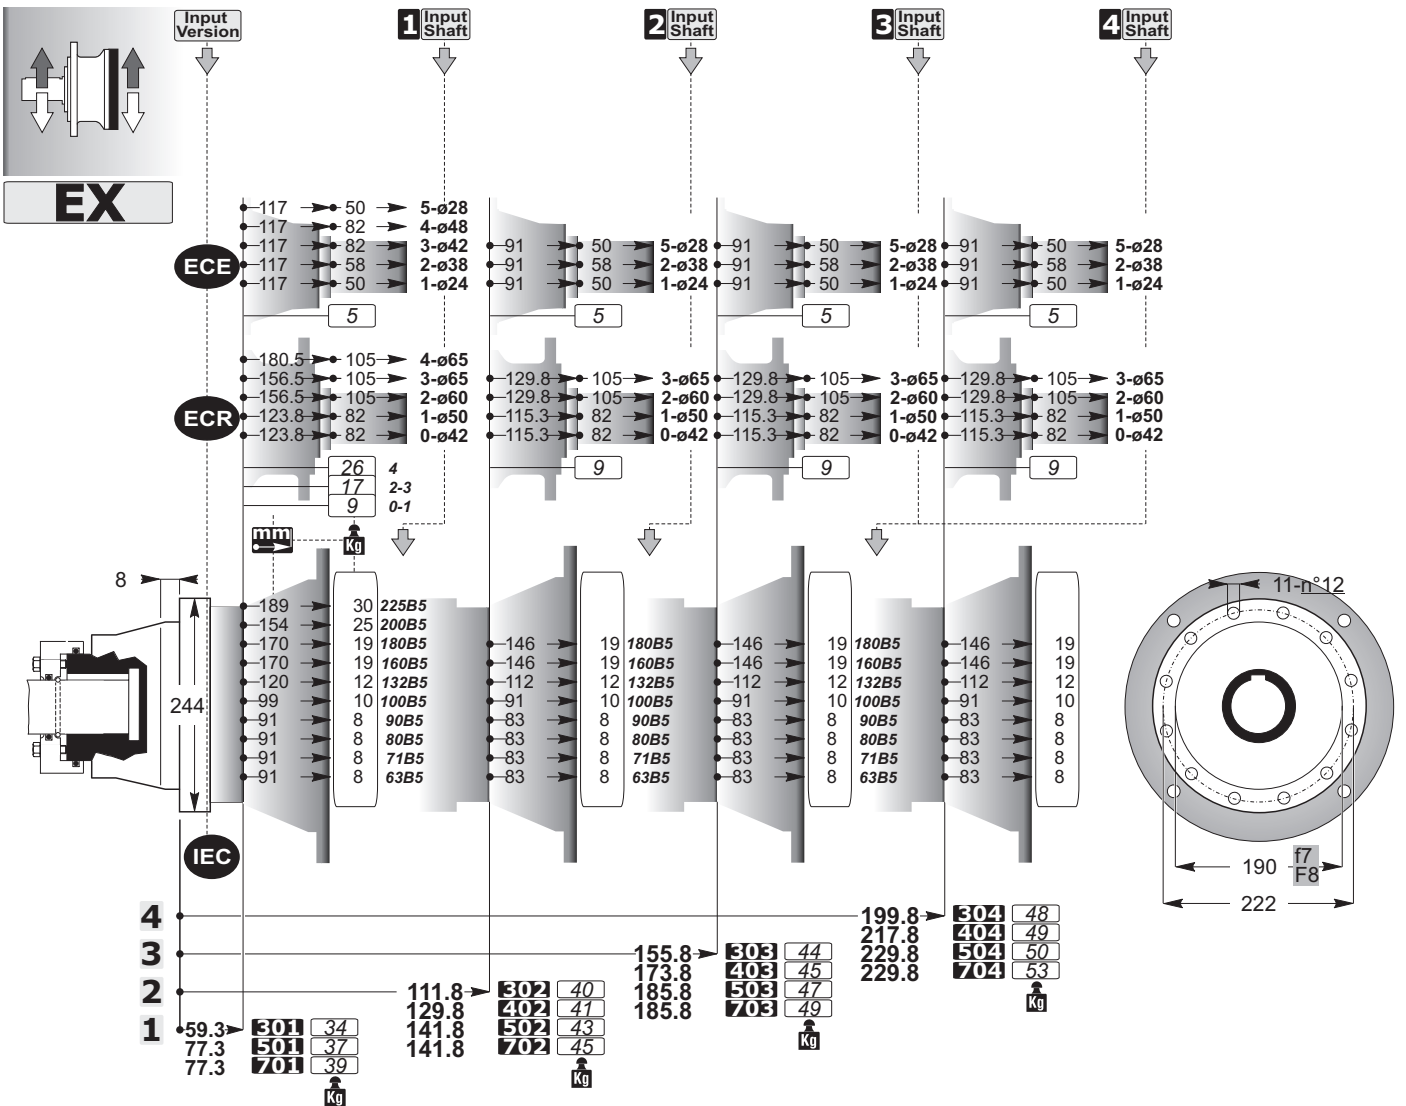 Input Version
1 Input Shaft
2 Input Shaft
3 Input Shaft
4 Input Shaft
EX
117 50 5-ø28
117 82 4-ø48
117 82 3-ø42 91 50 5-ø28 91 50 5-ø28 91 50 5-ø28
ECE
117 58 2-ø38 91 58 2-ø38 91 58 2-ø38 91 58 2-ø38
117 50 1-ø24 91 50 1-ø24 91 50 1-ø24 91 50 1-ø24
5 5 5 5
180.5 105 4-ø65
156.5 105 3-ø65 129.8 105 3-ø65 129.8 105 3-ø65 129.8 105 3-ø65
156.5 105 2-ø60 129.8 105 2-ø60 129.8 105 2-ø60 129.8 105 2-ø60
ECR
123.8 82 1-ø50 115.3 82 1-ø50 115.3 82 1-ø50 115.3 82 1-ø50
123.8 82 0-ø42 115.3 82 0-ø42 115.3 82 0-ø42 115.3 82 0-ø42
26 4 9 9 9
17 2-3
9 0-1
mm Kg
8
189 30 225B5
154 25 200B5
170 19 180B5 146 19 180B5 146 19 180B5 146 19
170 19 160B5 146 19 160B5 146 19 160B5 146 19
120 12 132B5 112 12 132B5 112 12 132B5 112 12
99 10 100B5 91 10 100B5 91 10 100B5 91 10
91 8 90B5 83 8 90B5 83 8 90B5 83 8
91 8 80B5 83 8 80B5 83 8 80B5 83 8
91 8 71B5 83 8 71B5 83 8 71B5 83 8
91 8 63B5 83 8 63B5 83 8 63B5 83 8
244
IEC
11-n°12
190 f7 F8
222
4 199.8 304 48
217.8 404 49
229.8 504 50
229.8 704 53
Kg
3 155.8 303 44
173.8 403 45
185.8 503 47
185.8 703 49
Kg
2 111.8 302 40
129.8 402 41
141.8 502 43
141.8 702 45
Kg
1 59.3 301 34
77.3 501 37
77.3 701 39
Kg